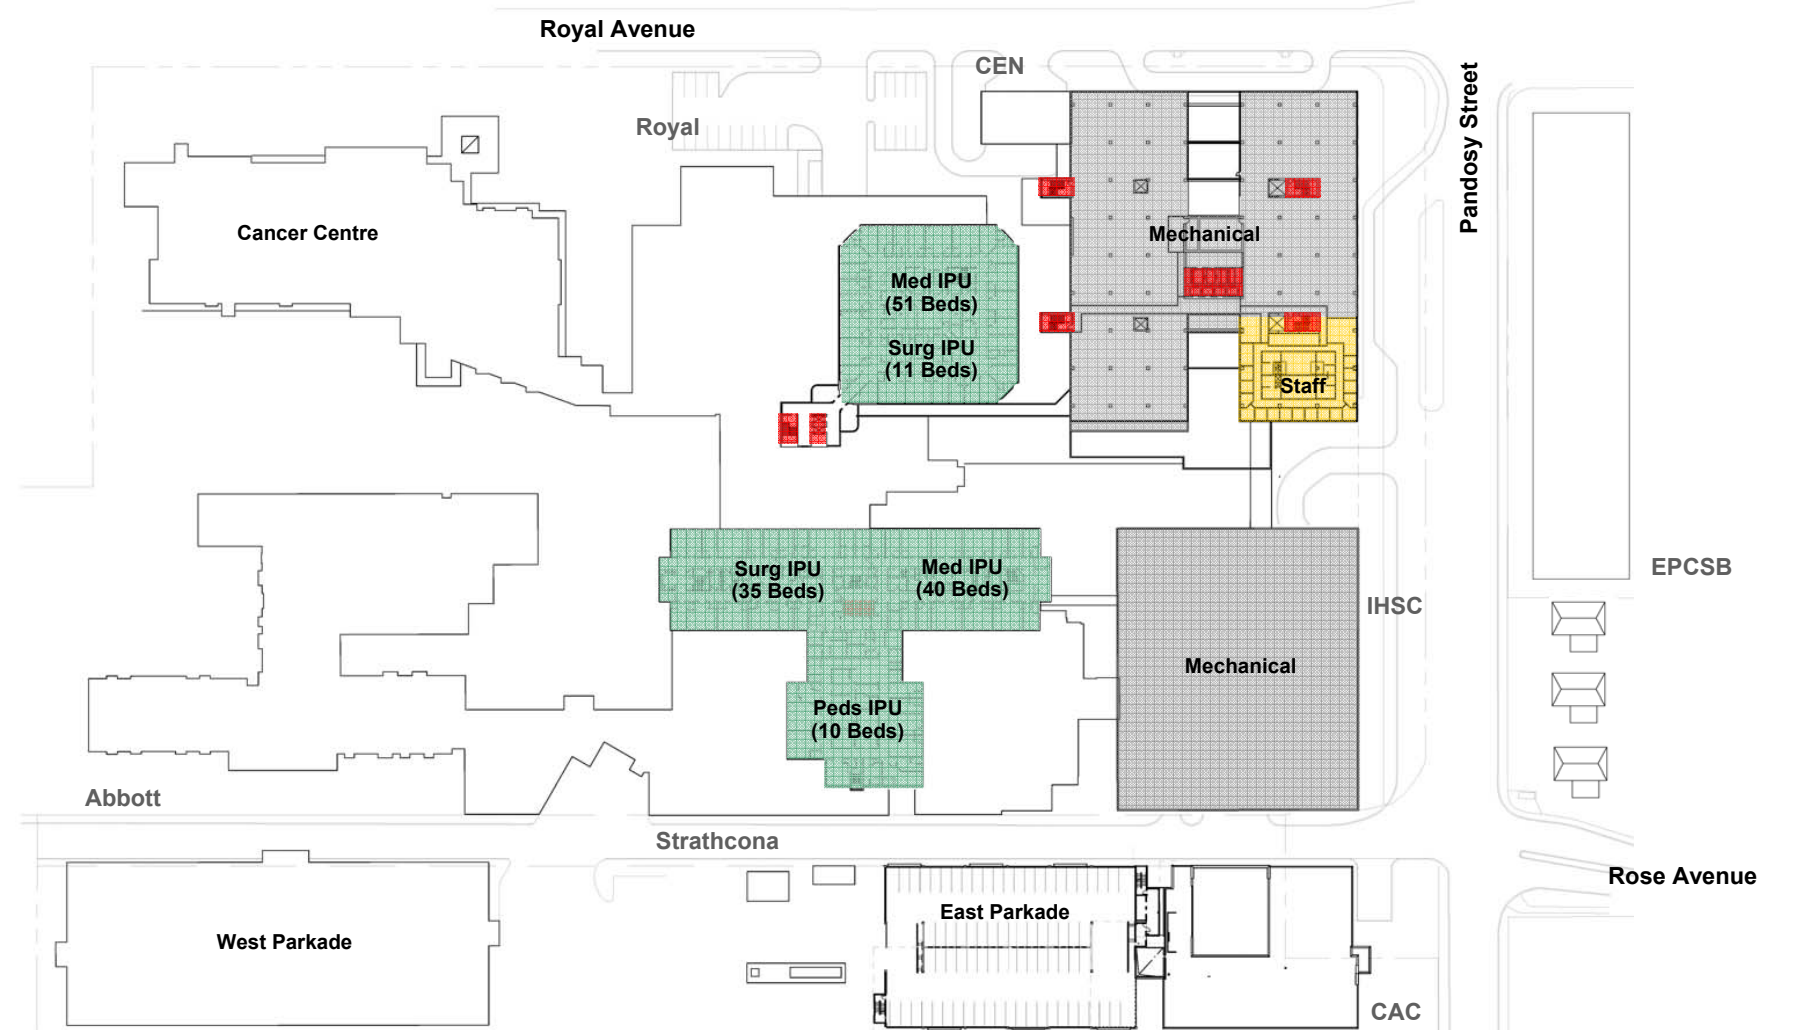 Royal Avenue
CEN
Pandosy Street
Royal
Cancer Centre
Mechanical
Med IPU
(51 Beds)
Surg IPU
(11 Beds)
Staff
Surg IPU
(35 Beds)
Med IPU
(40 Beds)
EPCSB
IHSC
Mechanical
Peds IPU
(10 Beds)
Abbott
Strathcona
Rose Avenue
East Parkade
West Parkade
CAC